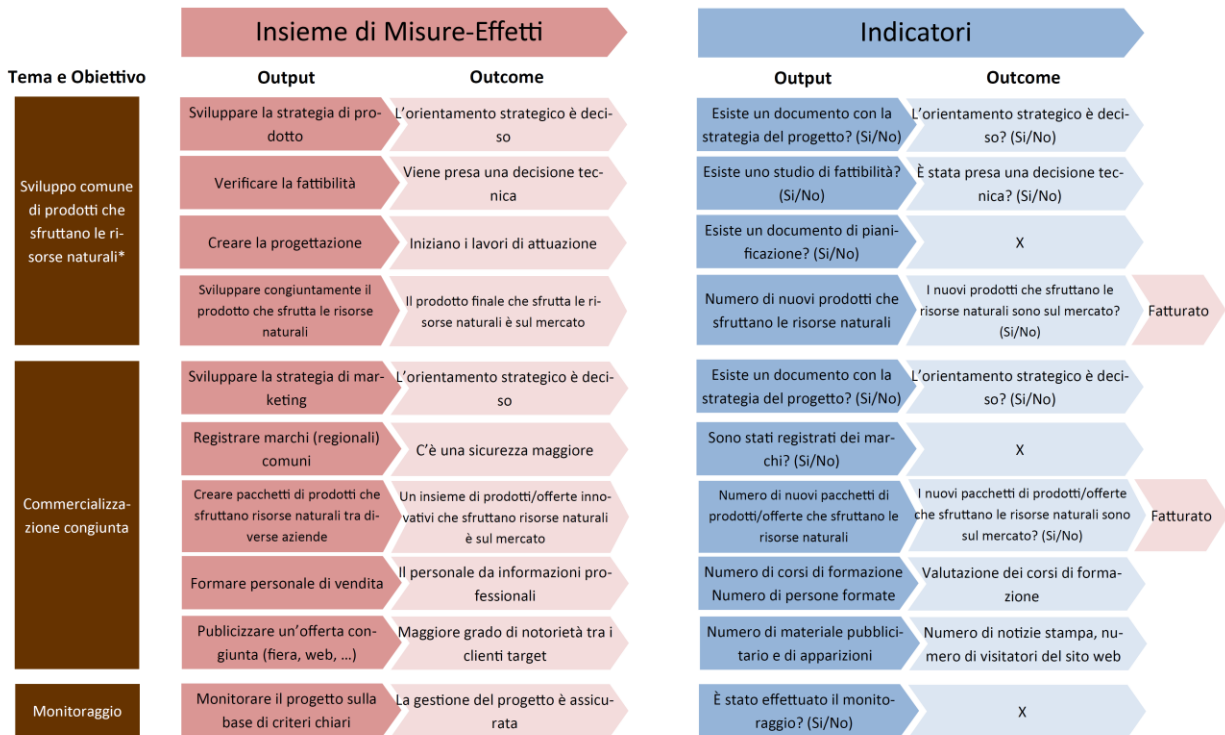 Insieme di Misure-Effetti
Indicatori
Tema e Obiettivo
Output
Outcome
Output
Outcome
Sviluppo comune
di prodotti che
sfruttano le ri-
sorse naturali*
Sviluppare la strategia di pro-
dotto
L'orientamento strategico è deci-
so
Esiste un documento con la
strategia del progetto? (Si/No)
L'orientamento strategico è deci-
so? (Si/No)
Verificare la fattibilità
Viene presa una decisione tec-
nica
Esiste uno studio di fattibilità?
(Si/No)
È stata presa una decisione tec-
nica? (Si/No)
Creare la progettazione
Iniziano i lavori di attuazione
Esiste un documento di piani-
ficazione? (Si/No)
X
Sviluppare congiuntamente il
prodotto che sfrutta le risorse
naturali
Il prodotto finale che sfrutta le ri-
sorse naturali è sul mercato
Numero di nuovi prodotti che
sfruttano le risorse naturali
I nuovi prodotti che sfruttano le
risorse naturali sono sul mercato?
(Si/No)
Fatturato
Commercializza-
zione congiunta
Sviluppare la strategia di mar-
keting
L'orientamento strategico è deci-
so
Esiste un documento con la
strategia del progetto? (Si/No)
L'orientamento strategico è deci-
so? (Si/No)
Registrare marchi (regionali)
comuni
C'è una sicurezza maggiore
Sono stati registrati dei mar-
chi? (Si/No)
X
Creare pacchetti di prodotti che
sfruttano risorse naturali tra di-
verse aziende
Un insieme di prodotti/offerte inno-
vativi che sfruttano risorse naturali
è sul mercato
Numero di nuovi pacchetti di
prodotti/offerte che sfruttano le
risorse naturali
I nuovi pacchetti di prodotti/offerte
che sfruttano le risorse naturali sono
sul mercato? (Si/No)
Fatturato
Formare personale di vendita
Il personale da informazioni pro-
fessionali
Numero di corsi di formazione
Numero di persone formate
Valutazione dei corsi di forma-
zione
Publicizzare un'offerta con-
giunta (fiera, web, ...)
Maggiore grado di notorietà tra i
clienti target
Numero di materiale pubblici-
tario e di apparizioni
Numero di notizie stampa, nu-
mero di visitatori del sito web
Monitoraggio
Monitorare il progetto sulla
base di criteri chiari
La gestione del progetto è assicu-
rata
È stato effettuato il monito-
raggio? (Si/No)
X